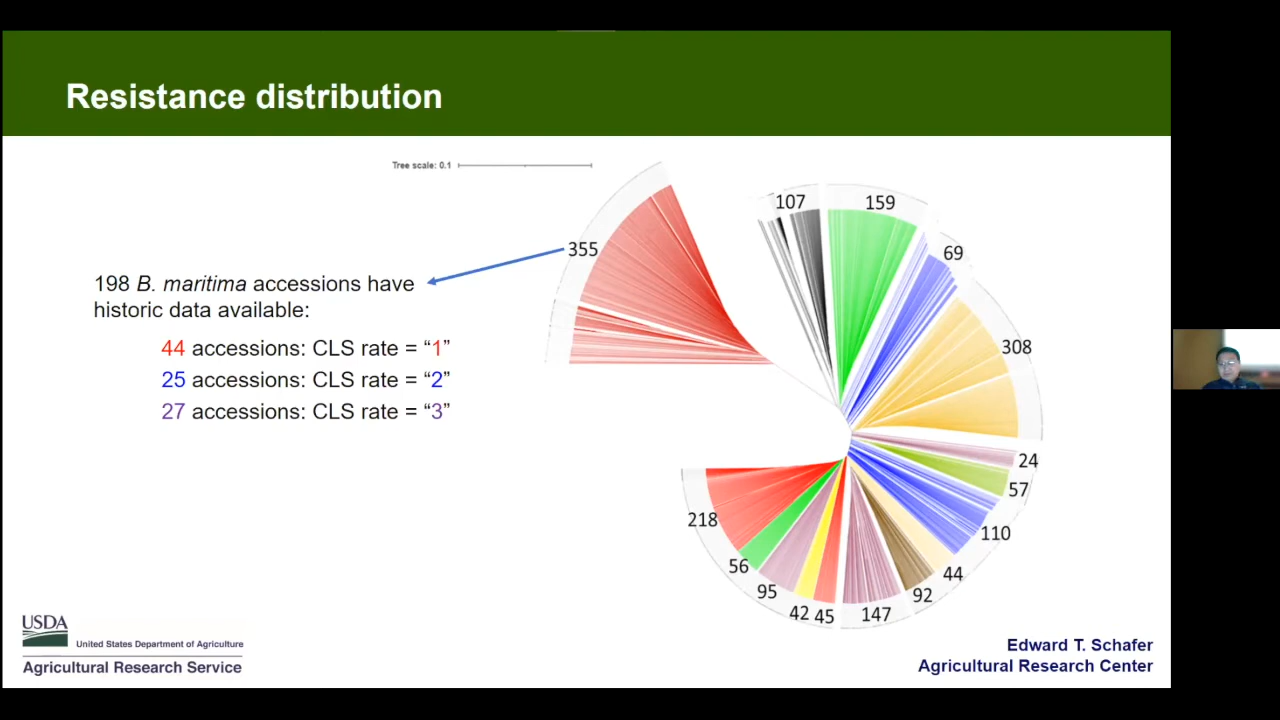 Resistance distribution
Tree scale: 0.1
107
159
355
69
198 B. maritima accessions have
historic data available:
44 accessions: CLS rate = “1”
25 accessions: CLS rate = “2”
27 accessions: CLS rate = “3”
308
24
57
110
44
92
147
45
42
95
56
218
USDA
United States Department of Agriculture
Agricultural Research Service
Edward T. Schafer
Agricultural Research Center